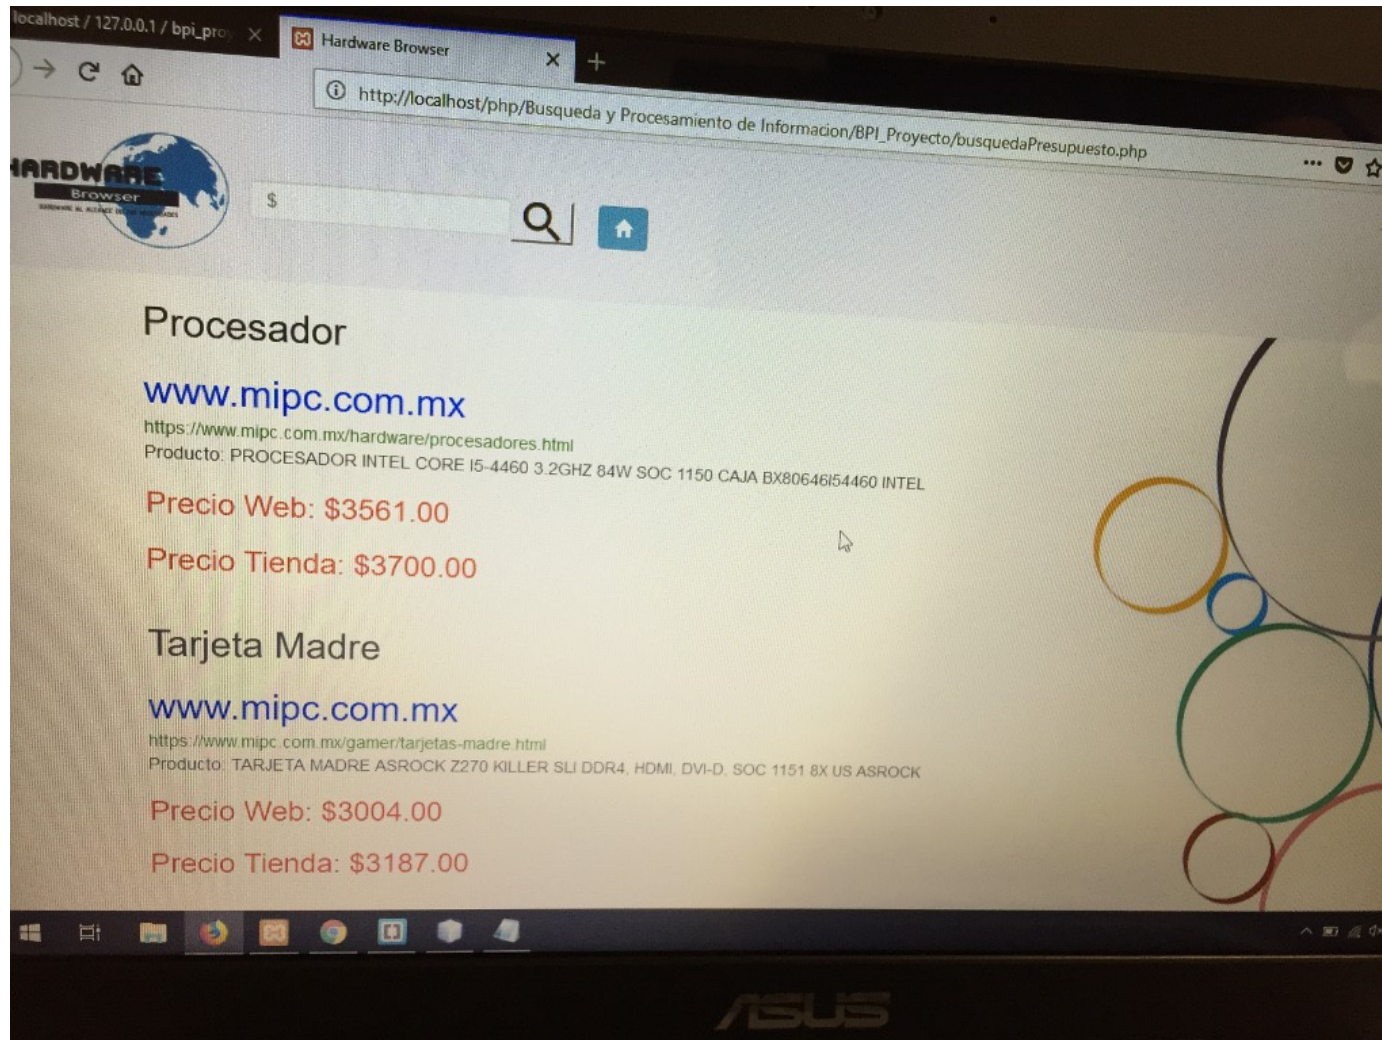 localhost / 127.0.0.1 / bpi_proy
Hardware Browser
http://localhost/php/Busqueda y Procesamiento de Informacion/BPI_Proyecto/busquedaPresupuesto.php
HARDWARE
Browser
$
Procesador
www.mipc.com.mx
https://www.mipc.com.mx/hardware/procesadores.html
Producto: PROCESADOR INTEL CORE I5-4460 3.2GHZ 84W SOC 1150 CAJA BX80646I54460 INTEL
Precio Web: $3561.00
Precio Tienda: $3700.00
Tarjeta Madre
www.mipc.com.mx
https://www.mipc.com.mx/gamer/tarjetas-madre.html
Producto: TARJETA MADRE ASROCK Z270 KILLER SLI DDR4, HDMI, DVI-D, SOC 1151 8X US ASROCK
Precio Web: $3004.00
Precio Tienda: $3187.00
ASUS